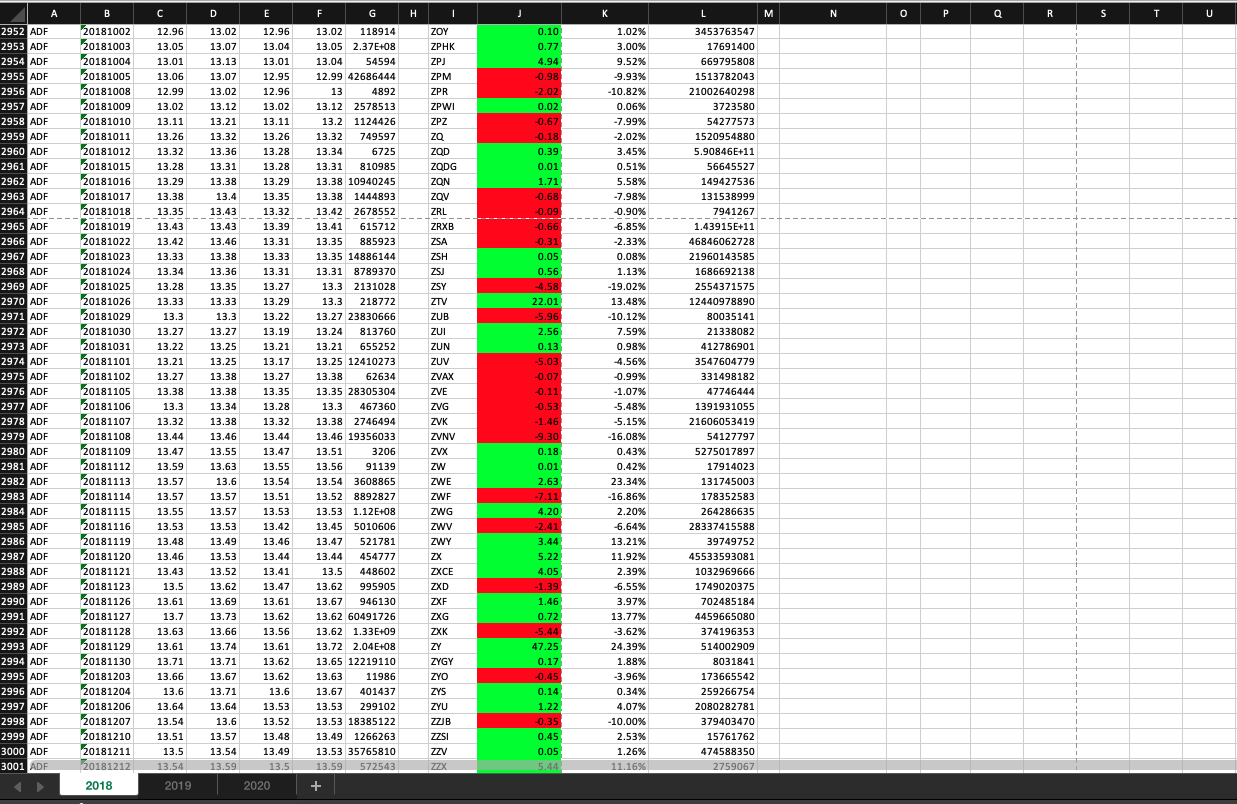 A B C D E F G H I J K L M N O P Q R S T U
2952 ADF 20181002 12.96 13.02 12.96 13.02 118914 ZOY 0.10 1.02% 3453763547
2953 ADF 20181003 13.05 13.07 13.04 13.05 2.37E+08 ZPHK 0.77 3.00% 17691400
2954 ADF 20181004 13.01 13.13 13.01 13.04 54594 ZPJ 4.94 9.52% 669795808
2955 ADF 20181005 13.06 13.07 12.95 12.99 42686444 ZPM -0.98 -9.93% 1513782043
2956 ADF 20181008 12.99 13.02 12.96 13 4892 ZPR -2.02 -10.82% 21002640298
2957 ADF 20181009 13.02 13.12 13.02 13.12 2578513 ZPWI 0.02 0.06% 3723580
2958 ADF 20181010 13.11 13.21 13.11 13.2 1124426 ZPZ -0.67 -7.99% 54277573
2959 ADF 20181011 13.26 13.32 13.26 13.32 749597 ZQ -0.18 -2.02% 1520954880
2960 ADF 20181012 13.32 13.36 13.28 13.34 6725 ZQD 0.39 3.45% 5.90846E+11
2961 ADF 20181015 13.28 13.31 13.28 13.31 810985 ZQDG 0.01 0.51% 56645527
2962 ADF 20181016 13.29 13.38 13.29 13.38 10940245 ZQN 1.71 5.58% 149427536
2963 ADF 20181017 13.38 13.4 13.35 13.38 1444893 ZQV -0.68 -7.98% 131538999
2964 ADF 20181018 13.35 13.43 13.32 13.42 2678552 ZRL -0.09 -0.90% 7941267
2965 ADF 20181019 13.43 13.43 13.39 13.41 615712 ZRXB -0.66 -6.85% 1.43915E+11
2966 ADF 20181022 13.42 13.46 13.31 13.35 885923 ZSA -0.31 -2.33% 46846062728
2967 ADF 20181023 13.33 13.38 13.33 13.35 14886144 ZSH 0.05 0.08% 21960143585
2968 ADF 20181024 13.34 13.36 13.31 13.31 8789370 ZSJ 0.56 1.13% 1686692138
2969 ADF 20181025 13.28 13.35 13.27 13.3 2131028 ZSY -4.58 -19.02% 2554371575
2970 ADF 20181026 13.33 13.33 13.29 13.3 218772 ZTV 22.01 13.48% 12440978890
2971 ADF 20181029 13.3 13.3 13.22 13.27 23830666 ZUB -5.96 -10.12% 80035141
2972 ADF 20181030 13.27 13.27 13.19 13.24 813760 ZUI 2.56 7.59% 21338082
2973 ADF 20181031 13.22 13.25 13.21 13.21 655252 ZUN 0.13 0.98% 412786901
2974 ADF 20181101 13.21 13.25 13.17 13.25 12410273 ZUV -5.03 -4.56% 3547604779
2975 ADF 20181102 13.27 13.38 13.27 13.38 62634 ZVAX -0.07 -0.99% 331498182
2976 ADF 20181105 13.38 13.38 13.35 13.35 28305304 ZVE -0.11 -1.07% 47746444
2977 ADF 20181106 13.3 13.34 13.28 13.3 467360 ZVG -0.53 -5.48% 1391931055
2978 ADF 20181107 13.32 13.38 13.32 13.38 2746494 ZVK -1.46 -5.15% 21606053419
2979 ADF 20181108 13.44 13.46 13.44 13.46 19356033 ZVNV -9.30 -16.08% 54127797
2980 ADF 20181109 13.47 13.55 13.47 13.51 3206 ZVX 0.18 0.43% 5275017897
2981 ADF 20181112 13.59 13.63 13.55 13.56 91139 ZW 0.01 0.42% 17914023
2982 ADF 20181113 13.57 13.6 13.54 13.54 3608865 ZWE 2.63 23.34% 131745003
2983 ADF 20181114 13.57 13.57 13.51 13.52 8892827 ZWF -7.11 -16.86% 178352583
2984 ADF 20181115 13.55 13.57 13.53 13.53 1.12E+08 ZWG 4.20 2.20% 264286635
2985 ADF 20181116 13.53 13.53 13.42 13.45 5010606 ZWV -2.41 -6.64% 28337415588
2986 ADF 20181119 13.48 13.49 13.46 13.47 521781 ZWY 3.44 13.21% 39749752
2987 ADF 20181120 13.46 13.53 13.44 13.44 454777 ZX 5.22 11.92% 45533593081
2988 ADF 20181121 13.43 13.52 13.41 13.5 448602 ZXCE 4.05 2.39% 1032969666
2989 ADF 20181123 13.5 13.62 13.47 13.62 995905 ZXD -1.39 -6.55% 1749020375
2990 ADF 20181126 13.61 13.69 13.61 13.67 946130 ZXF 1.46 3.97% 702485184
2991 ADF 20181127 13.7 13.73 13.62 13.62 60491726 ZXG 0.72 13.77% 4459665080
2992 ADF 20181128 13.63 13.66 13.56 13.62 1.33E+09 ZXK -5.44 -3.62% 374196353
2993 ADF 20181129 13.61 13.74 13.61 13.72 2.04E+08 ZY 47.25 24.39% 514002909
2994 ADF 20181130 13.71 13.71 13.62 13.65 12219110 ZYGY 0.17 1.88% 8031841
2995 ADF 20181203 13.66 13.67 13.62 13.63 11986 ZYO -0.45 -3.96% 173665542
2996 ADF 20181204 13.6 13.71 13.6 13.67 401437 ZYS 0.14 0.34% 259266754
2997 ADF 20181206 13.64 13.64 13.53 13.53 299102 ZYU 1.22 4.07% 2080282781
2998 ADF 20181207 13.54 13.6 13.52 13.53 18385122 ZZJB -0.35 -10.00% 379403470
2999 ADF 20181210 13.51 13.57 13.48 13.49 1266263 ZZSI 0.45 2.53% 15761762
3000 ADF 20181211 13.5 13.54 13.49 13.53 35765810 ZZV 0.05 1.26% 474588350
3001 ADF 20181212 13.54 13.59 13.5 13.59 572543 ZZX 5.44 11.16% 2759067
2018 2019 2020 +